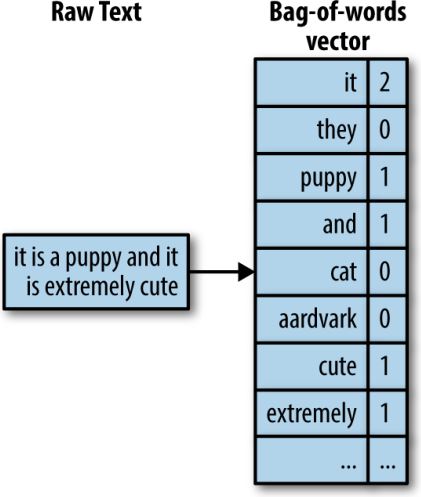 Raw Text
Bag-of-words
vector
it 2
they 0
puppy 1
and 1
it is a puppy and it
is extremely cute
cat 0
aardvark 0
cute 1
extremely 1
... ...